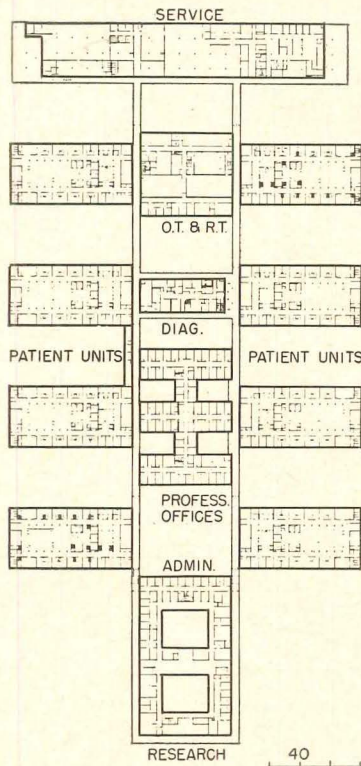 SERVICE
O.T. & R.T.
DIAG.
PATIENT UNITS
PATIENT UNITS
PROFESS.
OFFICES
ADMIN.
RESEARCH
40